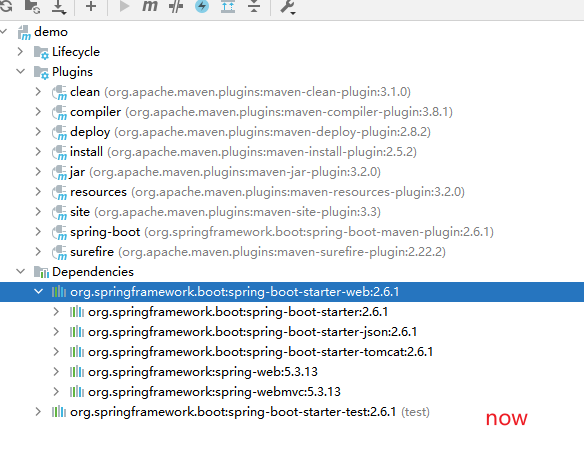 demo
Lifecycle
Plugins
clean (org.apache.maven.plugins:maven-clean-plugin:3.1.0)
compiler (org.apache.maven.plugins:maven-compiler-plugin:3.8.1)
deploy (org.apache.maven.plugins:maven-deploy-plugin:2.8.2)
install (org.apache.maven.plugins:maven-install-plugin:2.5.2)
jar (org.apache.maven.plugins:maven-jar-plugin:3.2.0)
resources (org.apache.maven.plugins:maven-resources-plugin:3.2.0)
site (org.apache.maven.plugins:maven-site-plugin:3.3)
spring-boot (org.springframework.boot:spring-boot-maven-plugin:2.6.1)
surefire (org.apache.maven.plugins:maven-surefire-plugin:2.22.2)
Dependencies
org.springframework.boot:spring-boot-starter-web:2.6.1
org.springframework.boot:spring-boot-starter:2.6.1
org.springframework.boot:spring-boot-starter-json:2.6.1
org.springframework.boot:spring-boot-starter-tomcat:2.6.1
org.springframework:spring-web:5.3.13
org.springframework:spring-webmvc:5.3.13
org.springframework.boot:spring-boot-starter-test:2.6.1 (test)
now